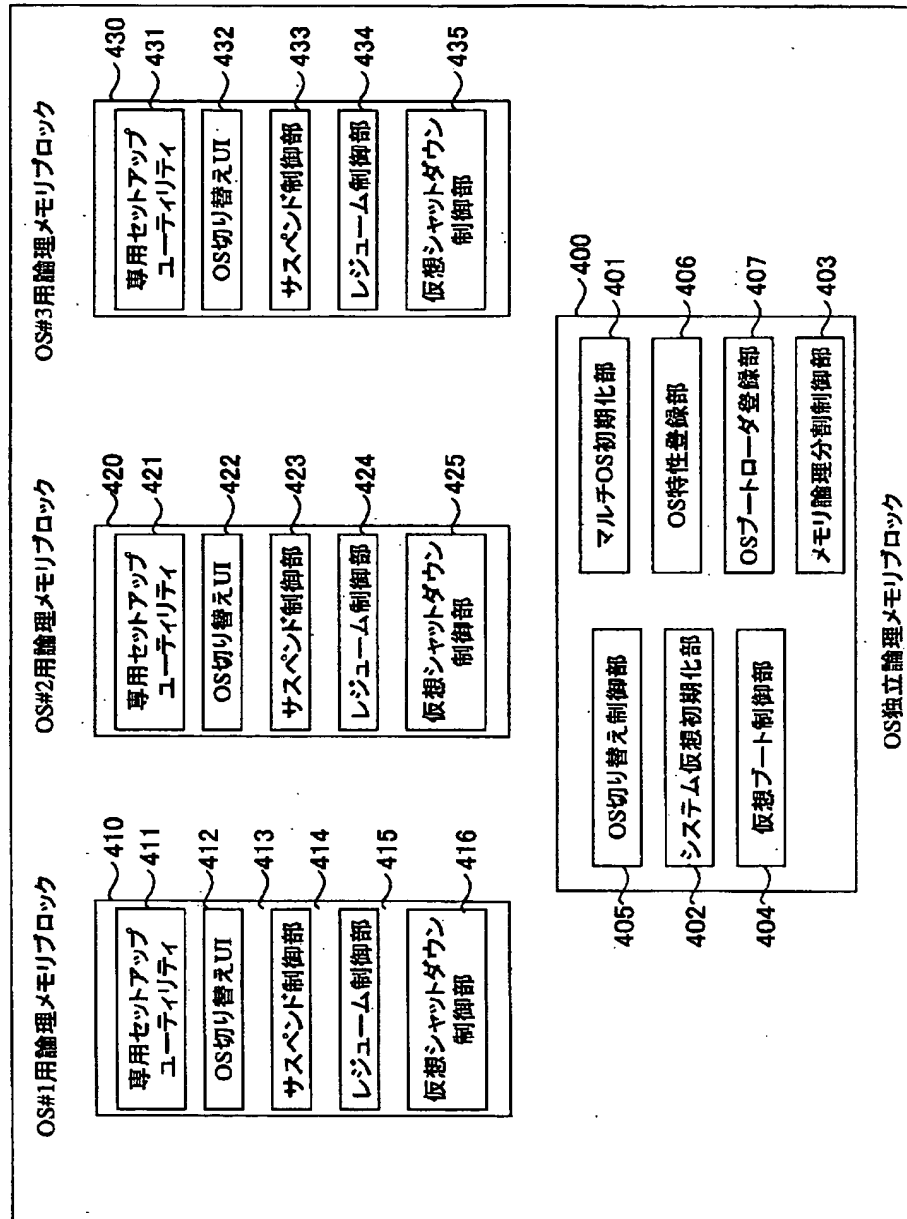 OS#1用論理メモリブロック
410
専用セットアップ
ユーティリティ
411
OS切り替えUI
412
413
サスペンド制御部
414
レジューム制御部
415
仮想シャットダウン
制御部
416
OS#2用論理メモリブロック
420
専用セットアップ
ユーティリティ
421
OS切り替えUI
422
サスペンド制御部
423
レジューム制御部
424
仮想シャットダウン
制御部
425
OS#3用論理メモリブロック
430
専用セットアップ
ユーティリティ
431
OS切り替えUI
432
サスペンド制御部
433
レジューム制御部
434
仮想シャットダウン
制御部
435
400
405
OS切り替え制御部
マルチOS初期化部
401
402
システム仮想初期化部
OS特性登録部
406
404
仮想ブート制御部
OSブートローダ登録部
407
メモリ論理分割制御部
403
OS独立論理メモリブロック